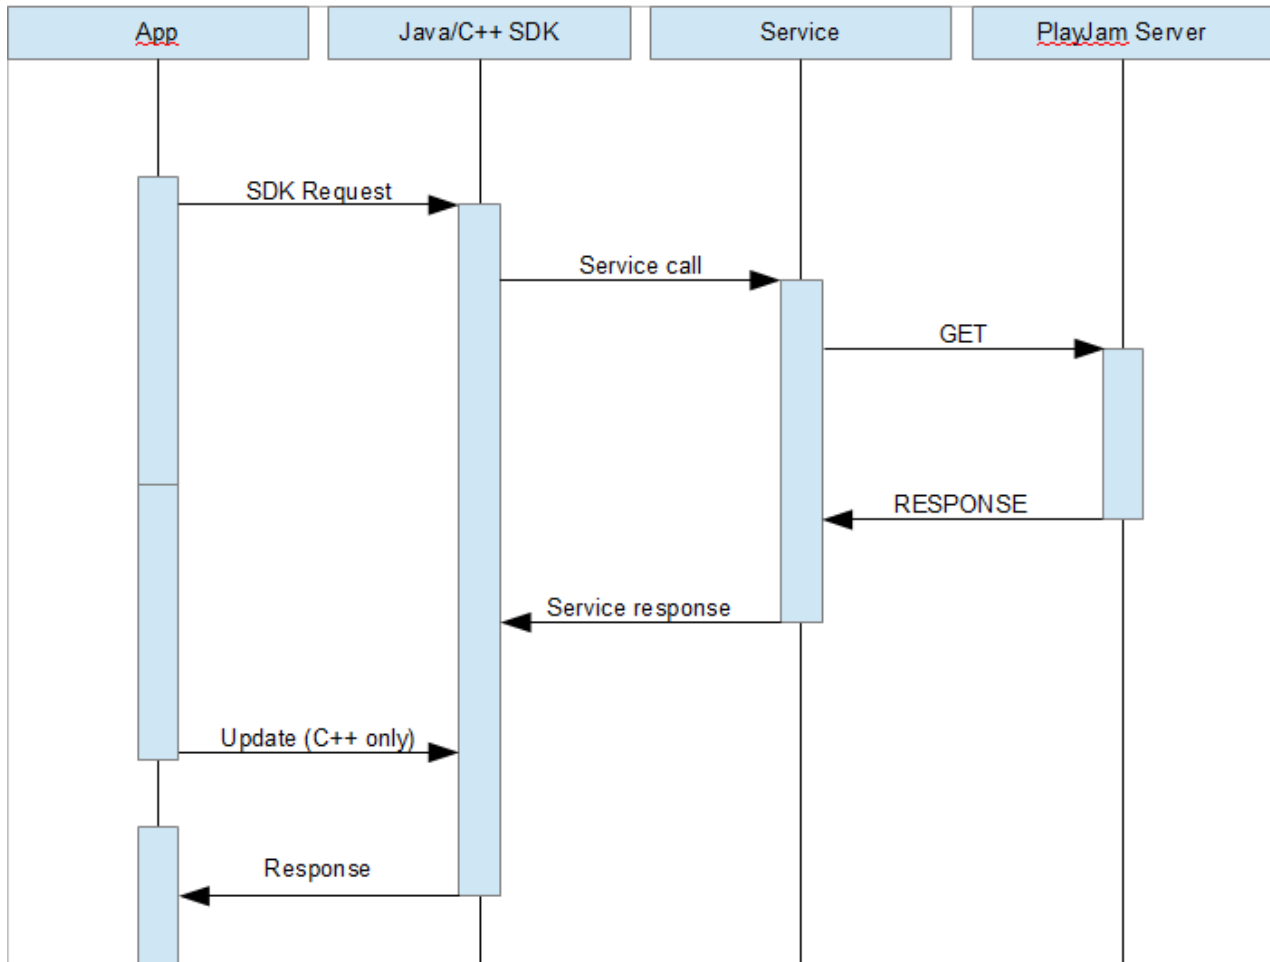 App
Java/C++ SDK
Service
PlayJam Server
SDK Request
Service call
GET
RESPONSE
Service response
Update (C++ only)
Response